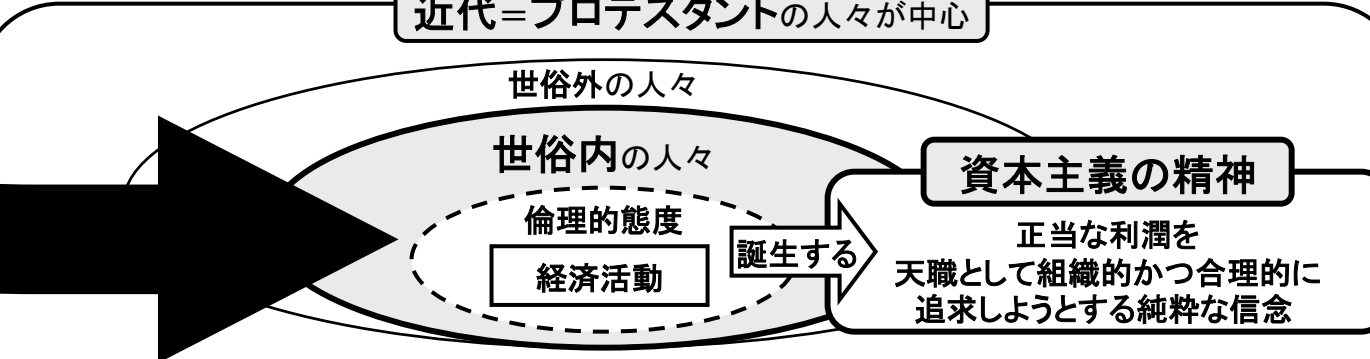 近代=プロテスタントの人々が中心
世俗外の人々
世俗内の人々
倫理的態度
経済活動
誕生する
資本主義の精神
正当な利潤を
天職として組織的かつ合理的に
追求しようとする純粋な信念